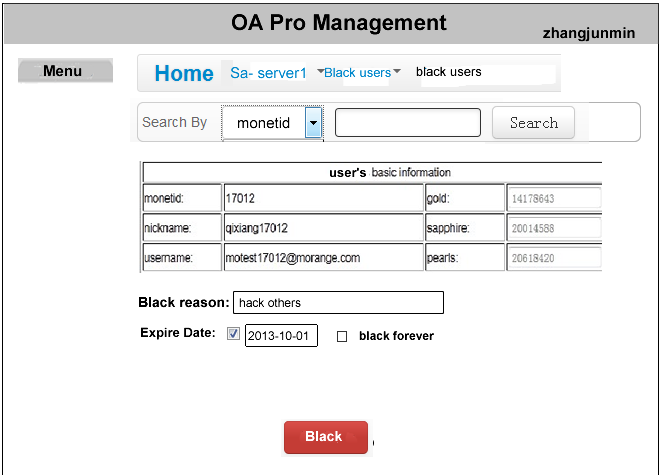 OA Pro Management
zhangjunmin
Menu
Home Sa- server1 Black users black users
Search By monetid Search
user's basic information
monetid: 17012 gold: 14178643
nickname: qixiang17012 sapphire: 20014588
username: motest17012@morange.com pearls: 20618420
Black reason: hack others
Expire Date: 2013-10-01 black forever
Black